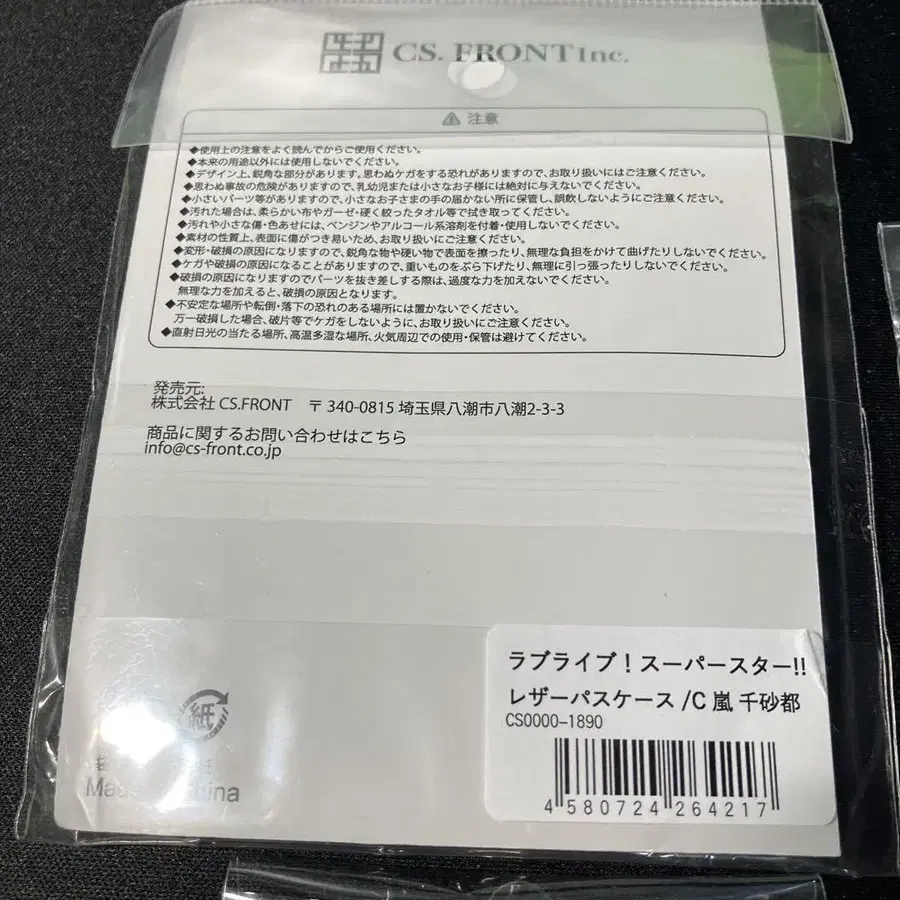 CS. FRONT Inc.
⚠ 注意
◆使用上の注意をよく読んでからご使用ください。
◆本来の用途以外には使用しないでください。
◆デザイン上、鋭角な部分があります。思わぬケガをする恐れがありますので、お取り扱いにはご注意ください。
◆思わぬ事故の危険がありますので、乳幼児または小さなお子様には絶対に与えないでください。
◆小さいパーツ等がありますので、小さなお子さまの手の届かない所に保管し、誤飲しないようにご注意ください。
◆汚れた場合は、柔らかい布やガーゼ・硬く絞ったタオル等で拭き取ってください。
◆汚れや小さな傷・色あせには、ベンジンやアルコール系溶剤を付着・使用しないでください。
◆素材の性質上、表面に傷がつき易いため、お取り扱いにご注意ください。
◆変形・破損の原因になりますので、鋭角な物や硬い物で表面を擦ったり、無理な負担をかけて曲げたりしないでください。
◆ケガや破損の原因になることがありますので、重いものをぶら下げたり、無理に引っ張ったりしないでください。
◆破損の原因になりますのでパーツを抜き差しする際は、過度な力を加えないでください。
無理な力を加えると、破損の原因となります。
◆不安定な場所や転倒・落下の恐れのある場所には置かないでください。
万一破損した場合、破片等でケガをしないように、お取り扱いにご注意ください。
◆直射日光の当たる場所、高温多湿な場所、火気周辺での使用・保管は避けてください。
発売元:
株式会社 CS.FRONT 〒 340-0815 埼玉県八潮市八潮2-3-3
商品に関するお問い合わせはこちら
info@cs-front.co.jp
紙
ラブライブ！スーパースター!!
レザーパスケース /C 嵐 千砂都
CS0000-1890
4 580724 264217